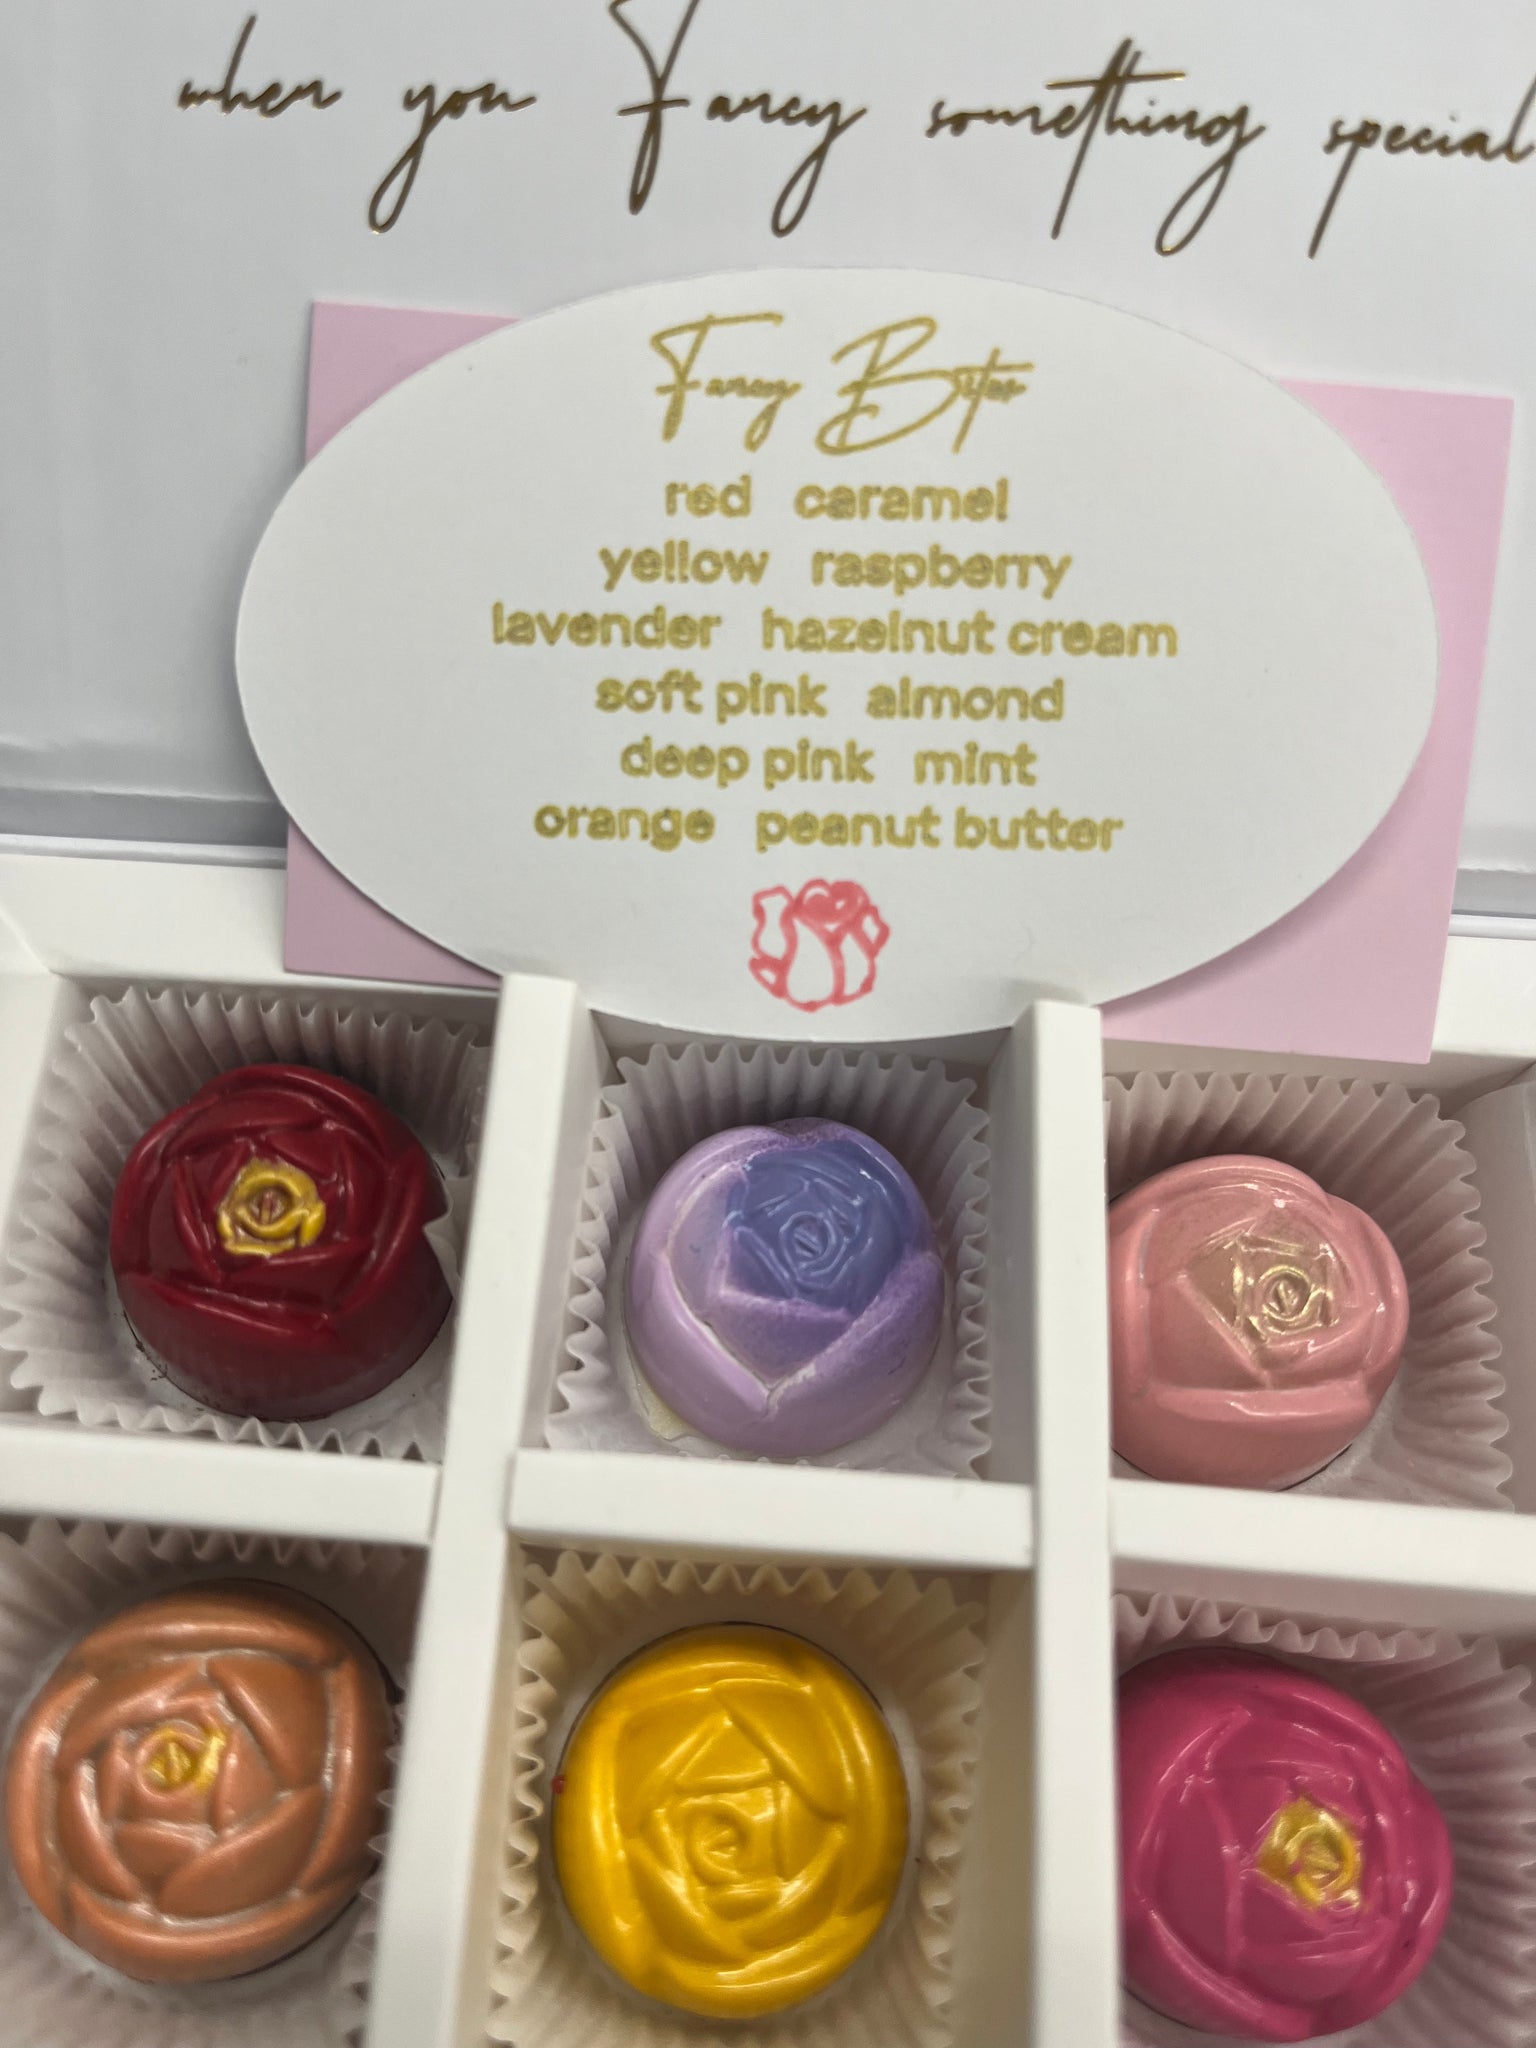 when you Fancy something special
Fancy Bites
red caramel
yellow raspberry
lavender hazelnut cream
soft pink almond
deep pink mint
orange peanut butter